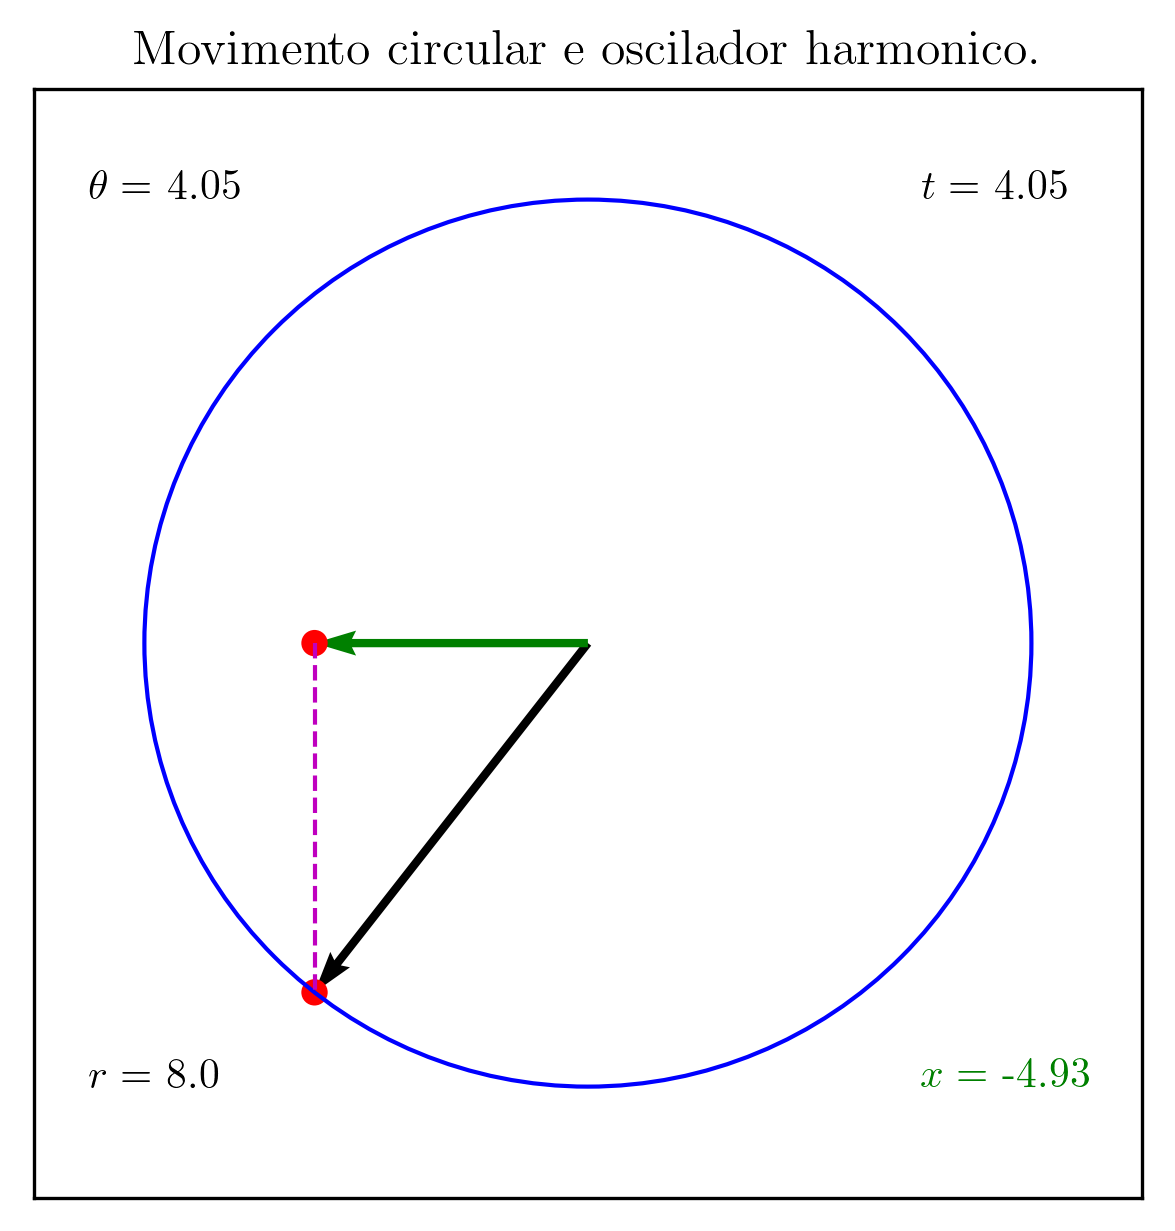 Movimento circular e oscilador harmonico.
θ = 4.05
t = 4.05
r = 8.0
x = -4.93